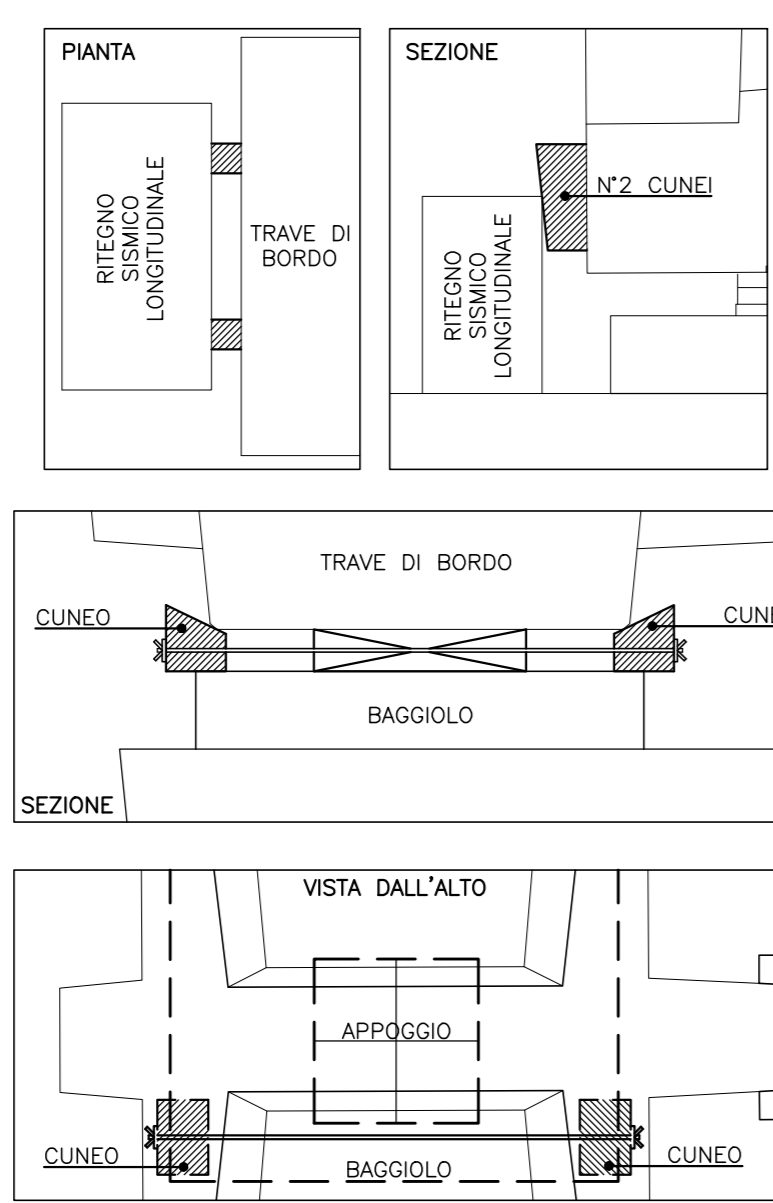 PIANTA
RITEGNO
SISMICO
LONGITUDINALE
TRAVE DI
BORDO
SEZIONE
N°2 CUNEI
RITEGNO
SISMICO
LONGITUDINALE
TRAVE DI BORDO
CUNEO
CUNE
BAGGIOLO
SEZIONE
VISTA DALL'ALTO
APPOGGIO
CUNEO
BAGGIOLO
CUNEO